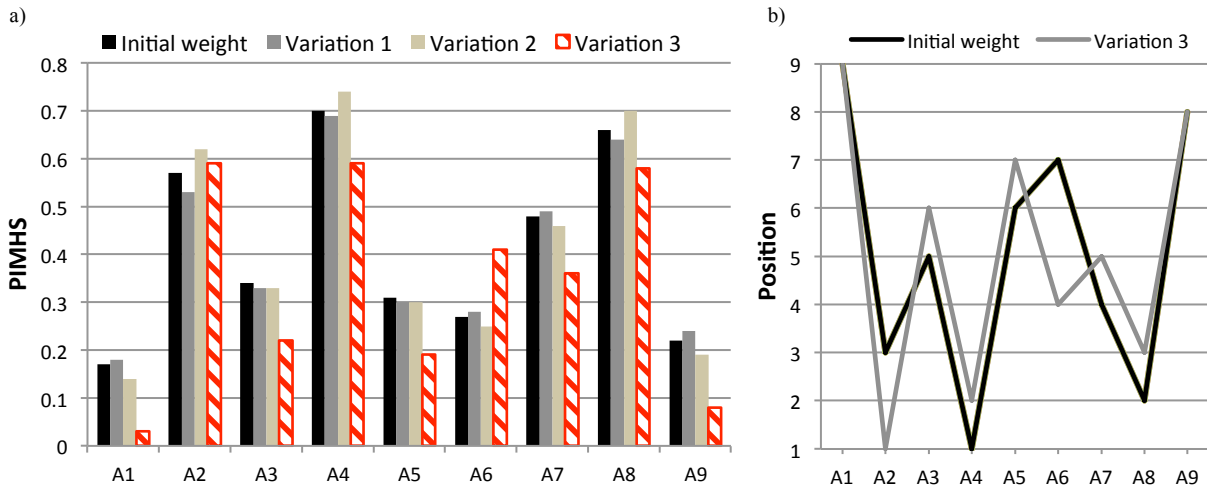 a)
Initial weight Variation 1 Variation 2 Variation 3
PIMHS
0.8
0.7
0.6
0.5
0.4
0.3
0.2
0.1
0
A1 A2 A3 A4 A5 A6 A7 A8 A9
b)
Initial weight Variation 3
Position
9
8
7
6
5
4
3
2
1
A1 A2 A3 A4 A5 A6 A7 A8 A9